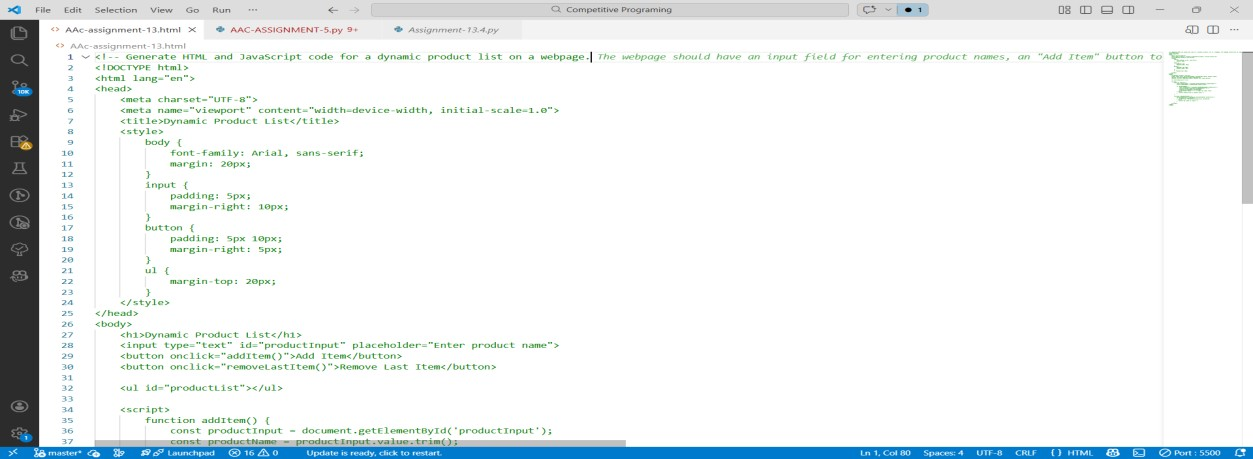 File Edit Selection View Go Run ··· Competitive Programing 1
AAc-assignment-13.html AAC-ASSIGNMENT-5.py 9+ Assignment-13.4.py
AAc-assignment-13.html
1 <!-- Generate HTML and JavaScript code for a dynamic product list on a webpage. The webpage should have an input field for entering product names, an "Add Item" button to
2 <!DOCTYPE html>
3 <html lang="en">
4 <head>
5 <meta charset="UTF-8">
6 <meta name="viewport" content="width=device-width, initial-scale=1.0">
7 <title>Dynamic Product List</title>
8 <style>
9 body {
10 font-family: Arial, sans-serif;
11 margin: 20px;
12 }
13 input {
14 padding: 5px;
15 margin-right: 10px;
16 }
17 button {
18 padding: 5px 10px;
19 margin-right: 5px;
20 }
21 ul {
22 margin-top: 20px;
23 }
24 </style>
25 </head>
26 <body>
27 <h1>Dynamic Product List</h1>
28 <input type="text" id="productInput" placeholder="Enter product name">
29 <button onclick="addItem()">Add Item</button>
30 <button onclick="removeLastItem()">Remove Last Item</button>
31
32 <ul id="productList"></ul>
33
34 <script>
35 function addItem() {
36 const productInput = document.getElementById('productInput');
37 const productName = productInput.value.trim();
10K
1
master* Launchpad 16 0 Update is ready, click to restart. Ln 1, Col 80 Spaces: 4 UTF-8 CRLF {} HTML Port : 5500